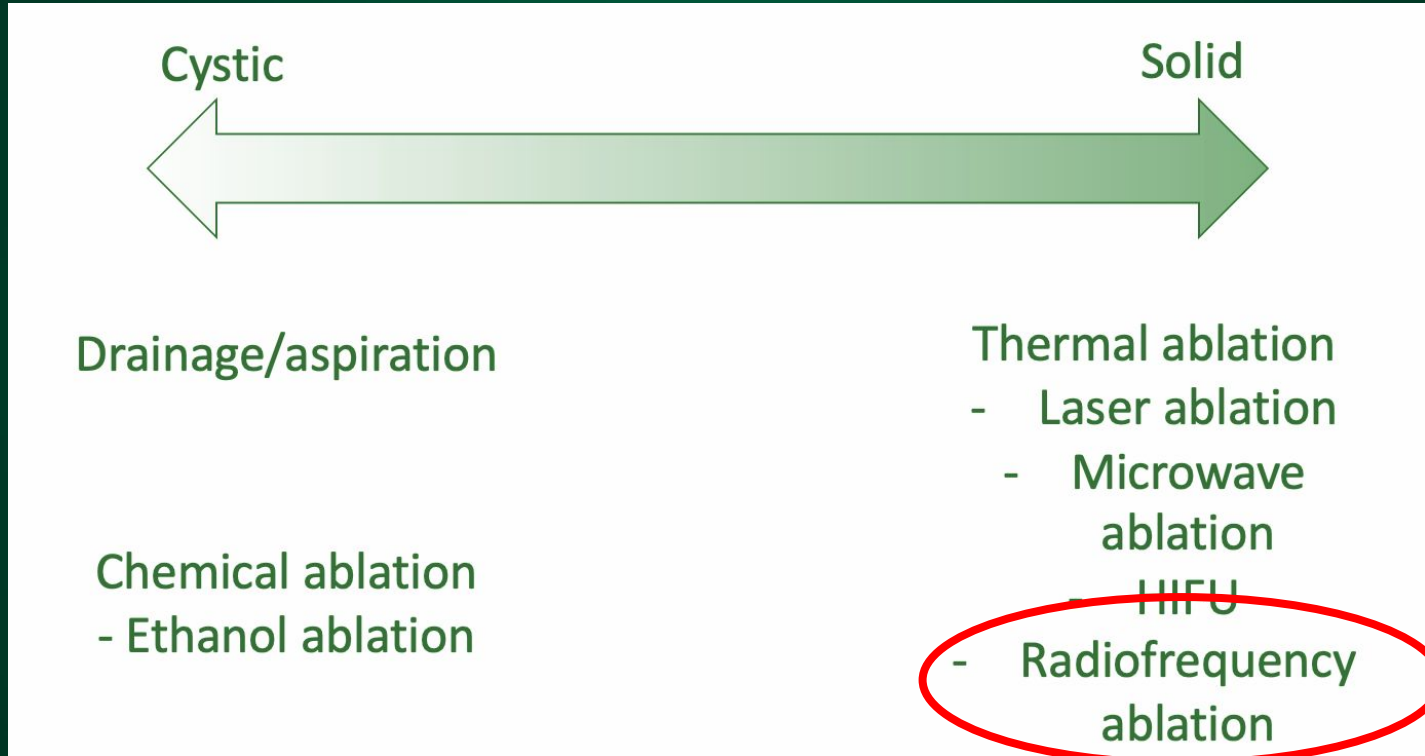 Cystic
Solid
Drainage/aspiration
Chemical ablation
- Ethanol ablation
Thermal ablation
- Laser ablation
- Microwave
ablation
- HIFU
- Radiofrequency
ablation